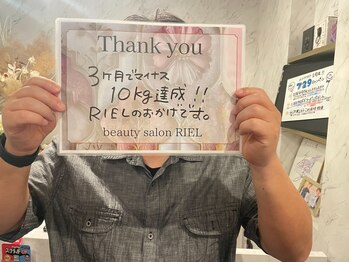 Thank you
3ヶ月でマイナス
10kg達成!!
RIELのおかげです。
beauty salon RIEL